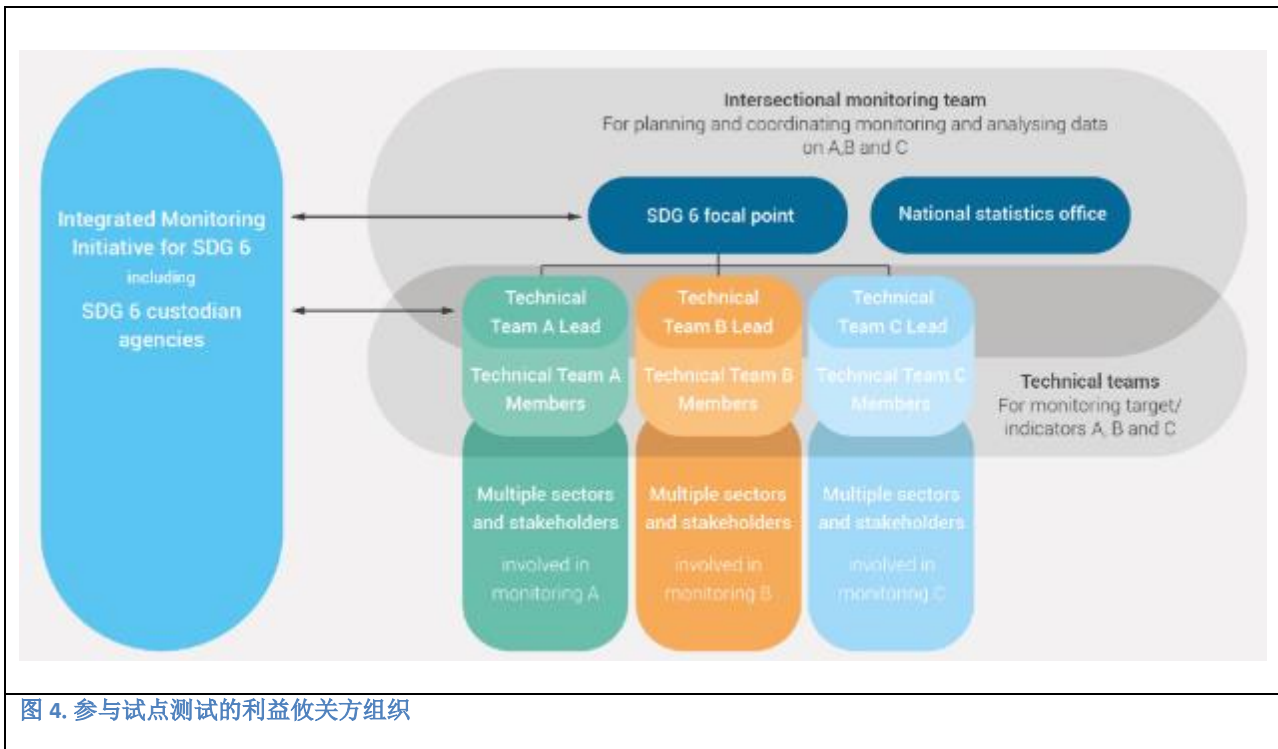 Intersectional monitoring team
For planning and coordinating monitoring and analysing data
on A,B and C
Integrated Monitoring
Initiative for SDG 6
including
SDG 6 custodian
agencies
SDG 6 focal point
National statistics office
Technical
Team A Lead
Technical
Team B Lead
Technical
Team C Lead
Technical Team A
Members
Technical Team B
Members
Technical Team C
Members
Technical teams
For monitoring target/
indicators A, B and C
Multiple sectors
and stakeholders
involved in
monitoring A
Multiple sectors
and stakeholders
involved in
monitoring B
Multiple sectors
and stakeholders
involved in
monitoring C
图 4. 参与试点测试的利益攸关方组织